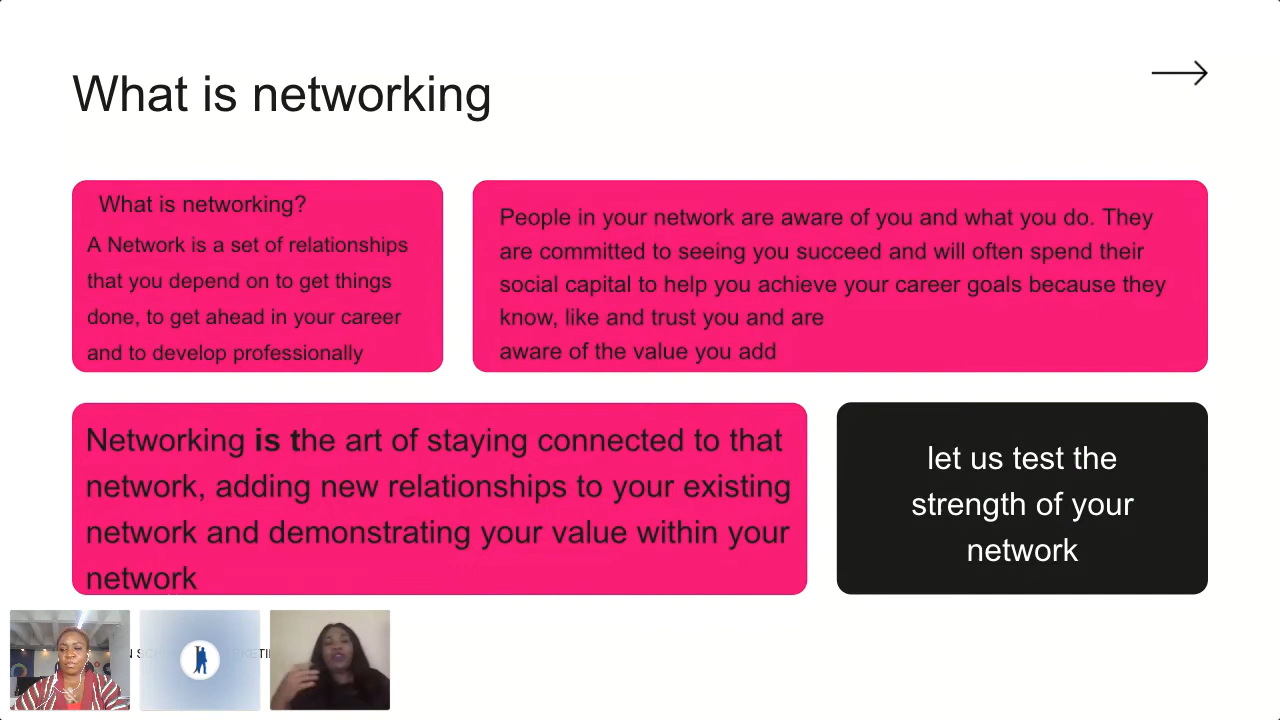 What is networking
What is networking?
A Network is a set of relationships
that you depend on to get things
done, to get ahead in your career
and to develop professionally
People in your network are aware of you and what you do. They
are committed to seeing you succeed and will often spend their
social capital to help you achieve your career goals because they
know, like and trust you and are
aware of the value you add
Networking is the art of staying connected to that
network, adding new relationships to your existing
network and demonstrating your value within your
network
let us test the
strength of your
network